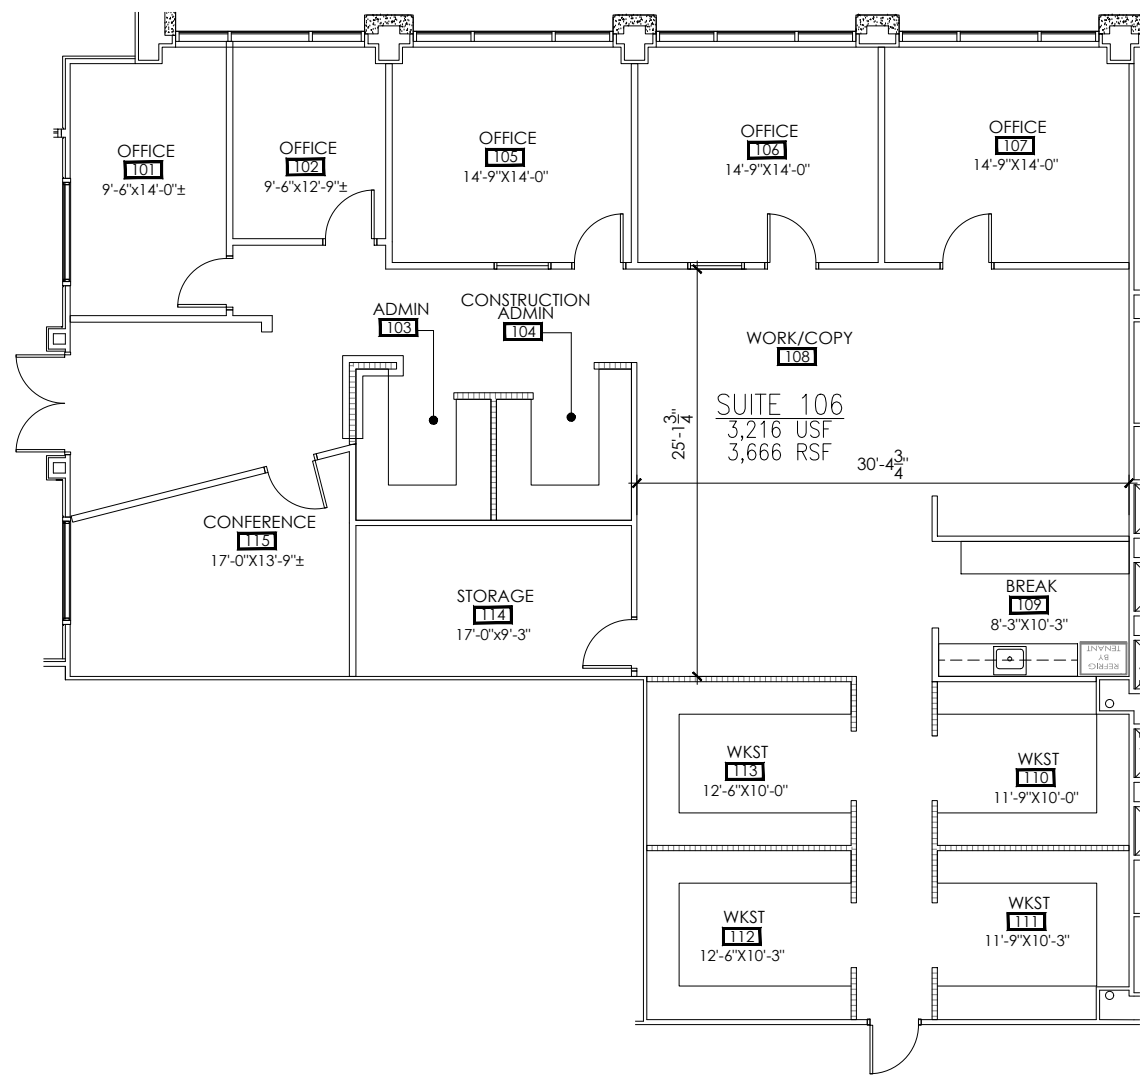 OFFICE
101
9'-6"x14'-0"±
OFFICE
102
9'-6"x12'-9"±
OFFICE
105
14'-9"X14'-0"
OFFICE
106
14'-9"X14'-0"
OFFICE
107
14'-9"X14'-0"
ADMIN
103
CONSTRUCTION
ADMIN
104
WORK/COPY
108
SUITE 106
3,216 USF
3,666 RSF
25'-1 3/4"
30'-4 3/4"
CONFERENCE
115
17'-0"X13'-9"±
STORAGE
114
17'-0"x9'-3"
BREAK
109
8'-3"X10'-3"
REFRIG
BY
TENANT
WKST
113
12'-6"X10'-0"
WKST
110
11'-9"X10'-0"
WKST
112
12'-6"X10'-3"
WKST
111
11'-9"X10'-3"